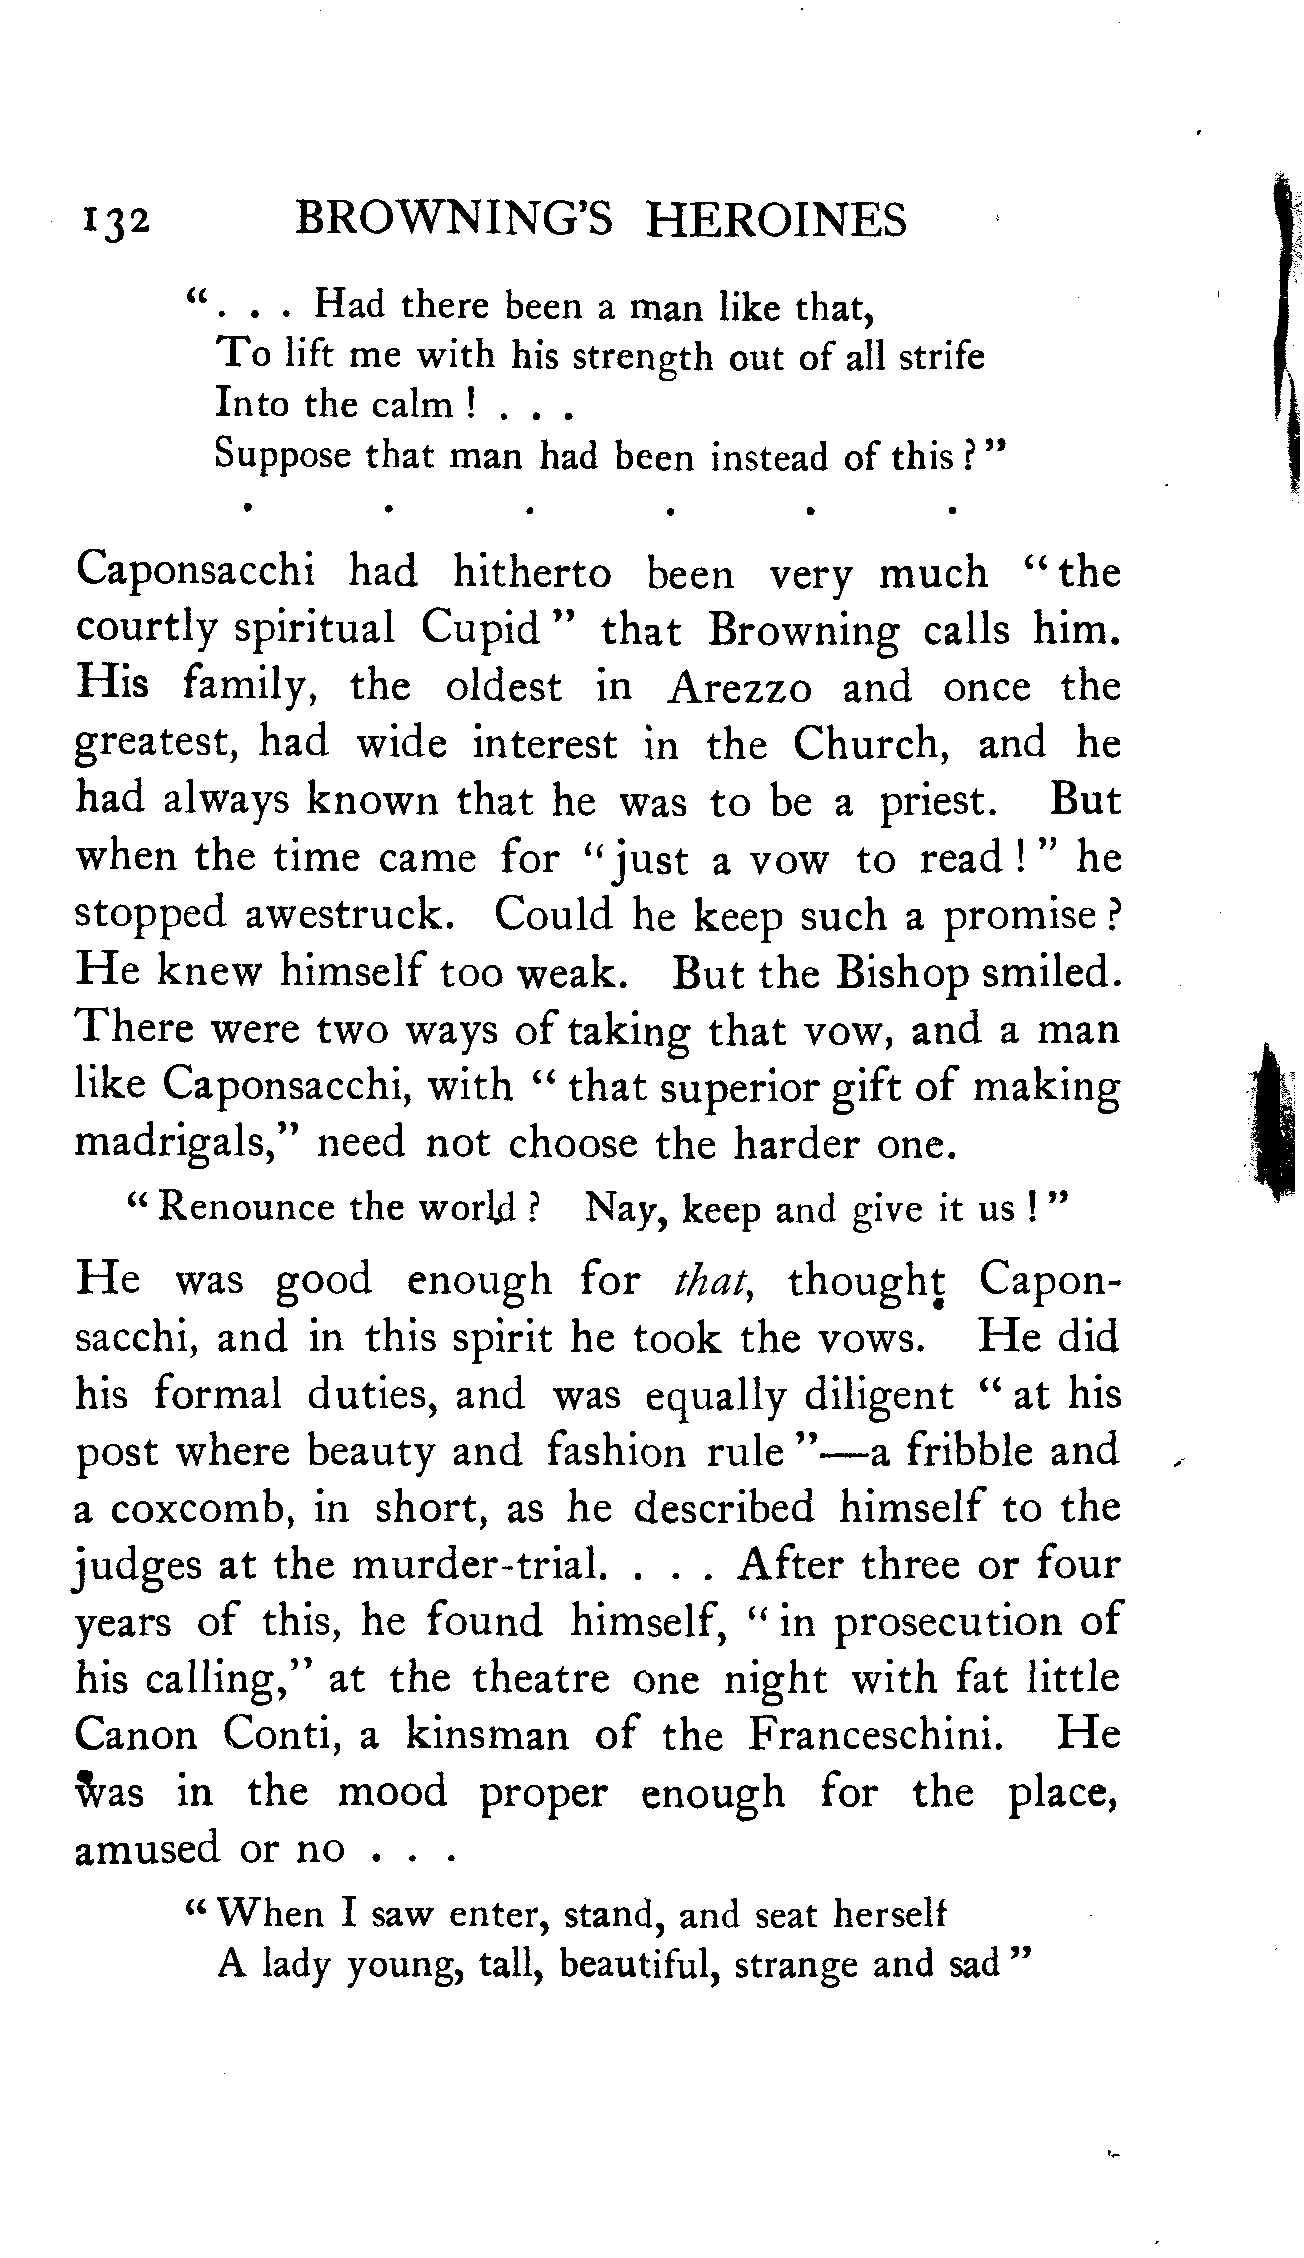 132 BROWNING'S HEROINES
“ . . . Had there been a man like that,
To lift me with his strength out of all strife
Into the calm ! . . .
Suppose that man had been instead of this ? ”
. . . . . .
Caponsacchi had hitherto been very much “ the
courtly spiritual Cupid ” that Browning calls him.
His family, the oldest in Arezzo and once the
greatest, had wide interest in the Church, and he
had always known that he was to be a priest. But
when the time came for “ just a vow to read ! ” he
stopped awestruck. Could he keep such a promise ?
He knew himself too weak. But the Bishop smiled.
There were two ways of taking that vow, and a man
like Caponsacchi, with “ that superior gift of making
madrigals,” need not choose the harder one.
“ Renounce the world ? Nay, keep and give it us ! ”
He was good enough for that, thought Capon-
sacchi, and in this spirit he took the vows. He did
his formal duties, and was equally diligent “ at his
post where beauty and fashion rule ”—a fribble and
a coxcomb, in short, as he described himself to the
judges at the murder-trial. . . . After three or four
years of this, he found himself, “ in prosecution of
his calling,” at the theatre one night with fat little
Canon Conti, a kinsman of the Franceschini. He
was in the mood proper enough for the place,
amused or no . . .
“ When I saw enter, stand, and seat herself
A lady young, tall, beautiful, strange and sad ”